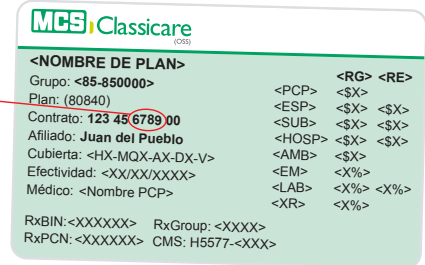 MCS Classicare
(OSS)
<NOMBRE DE PLAN>
Grupo: <85-850000>
Plan: (80840)
Contrato: 123 45 6789 00
Afiliado: Juan del Pueblo
Cubierta: <HX-MQX-AX-DX-V>
Efectividad: <XX/XX/XXXX>
Médico: <Nombre PCP>
<RG> <RE>
<PCP> <$X>
<ESP> <$X> <$X>
<SUB> <$X> <$X>
<HOSP> <$X> <$X>
<AMB> <$X>
<EM> <X%>
<LAB> <X%> <X%>
<XR> <X%>
RxBIN:<XXXXXX> RxGroup: <XXXX>
RxPCN: <XXXXXX> CMS: H5577-<XXX>